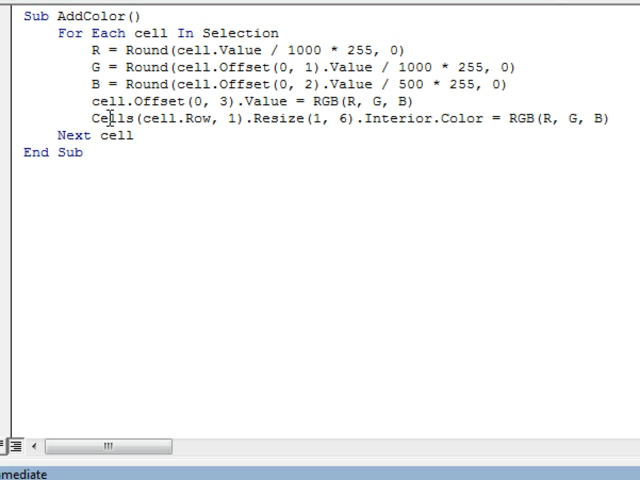 Sub AddColor()
For Each cell In Selection
R = Round(cell.Value / 1000 * 255, 0)
G = Round(cell.Offset(0, 1).Value / 1000 * 255, 0)
B = Round(cell.Offset(0, 2).Value / 500 * 255, 0)
cell.Offset(0, 3).Value = RGB(R, G, B)
Cells(cell.Row, 1).Resize(1, 6).Interior.Color = RGB(R, G, B)
Next cell
End Sub
mmediate